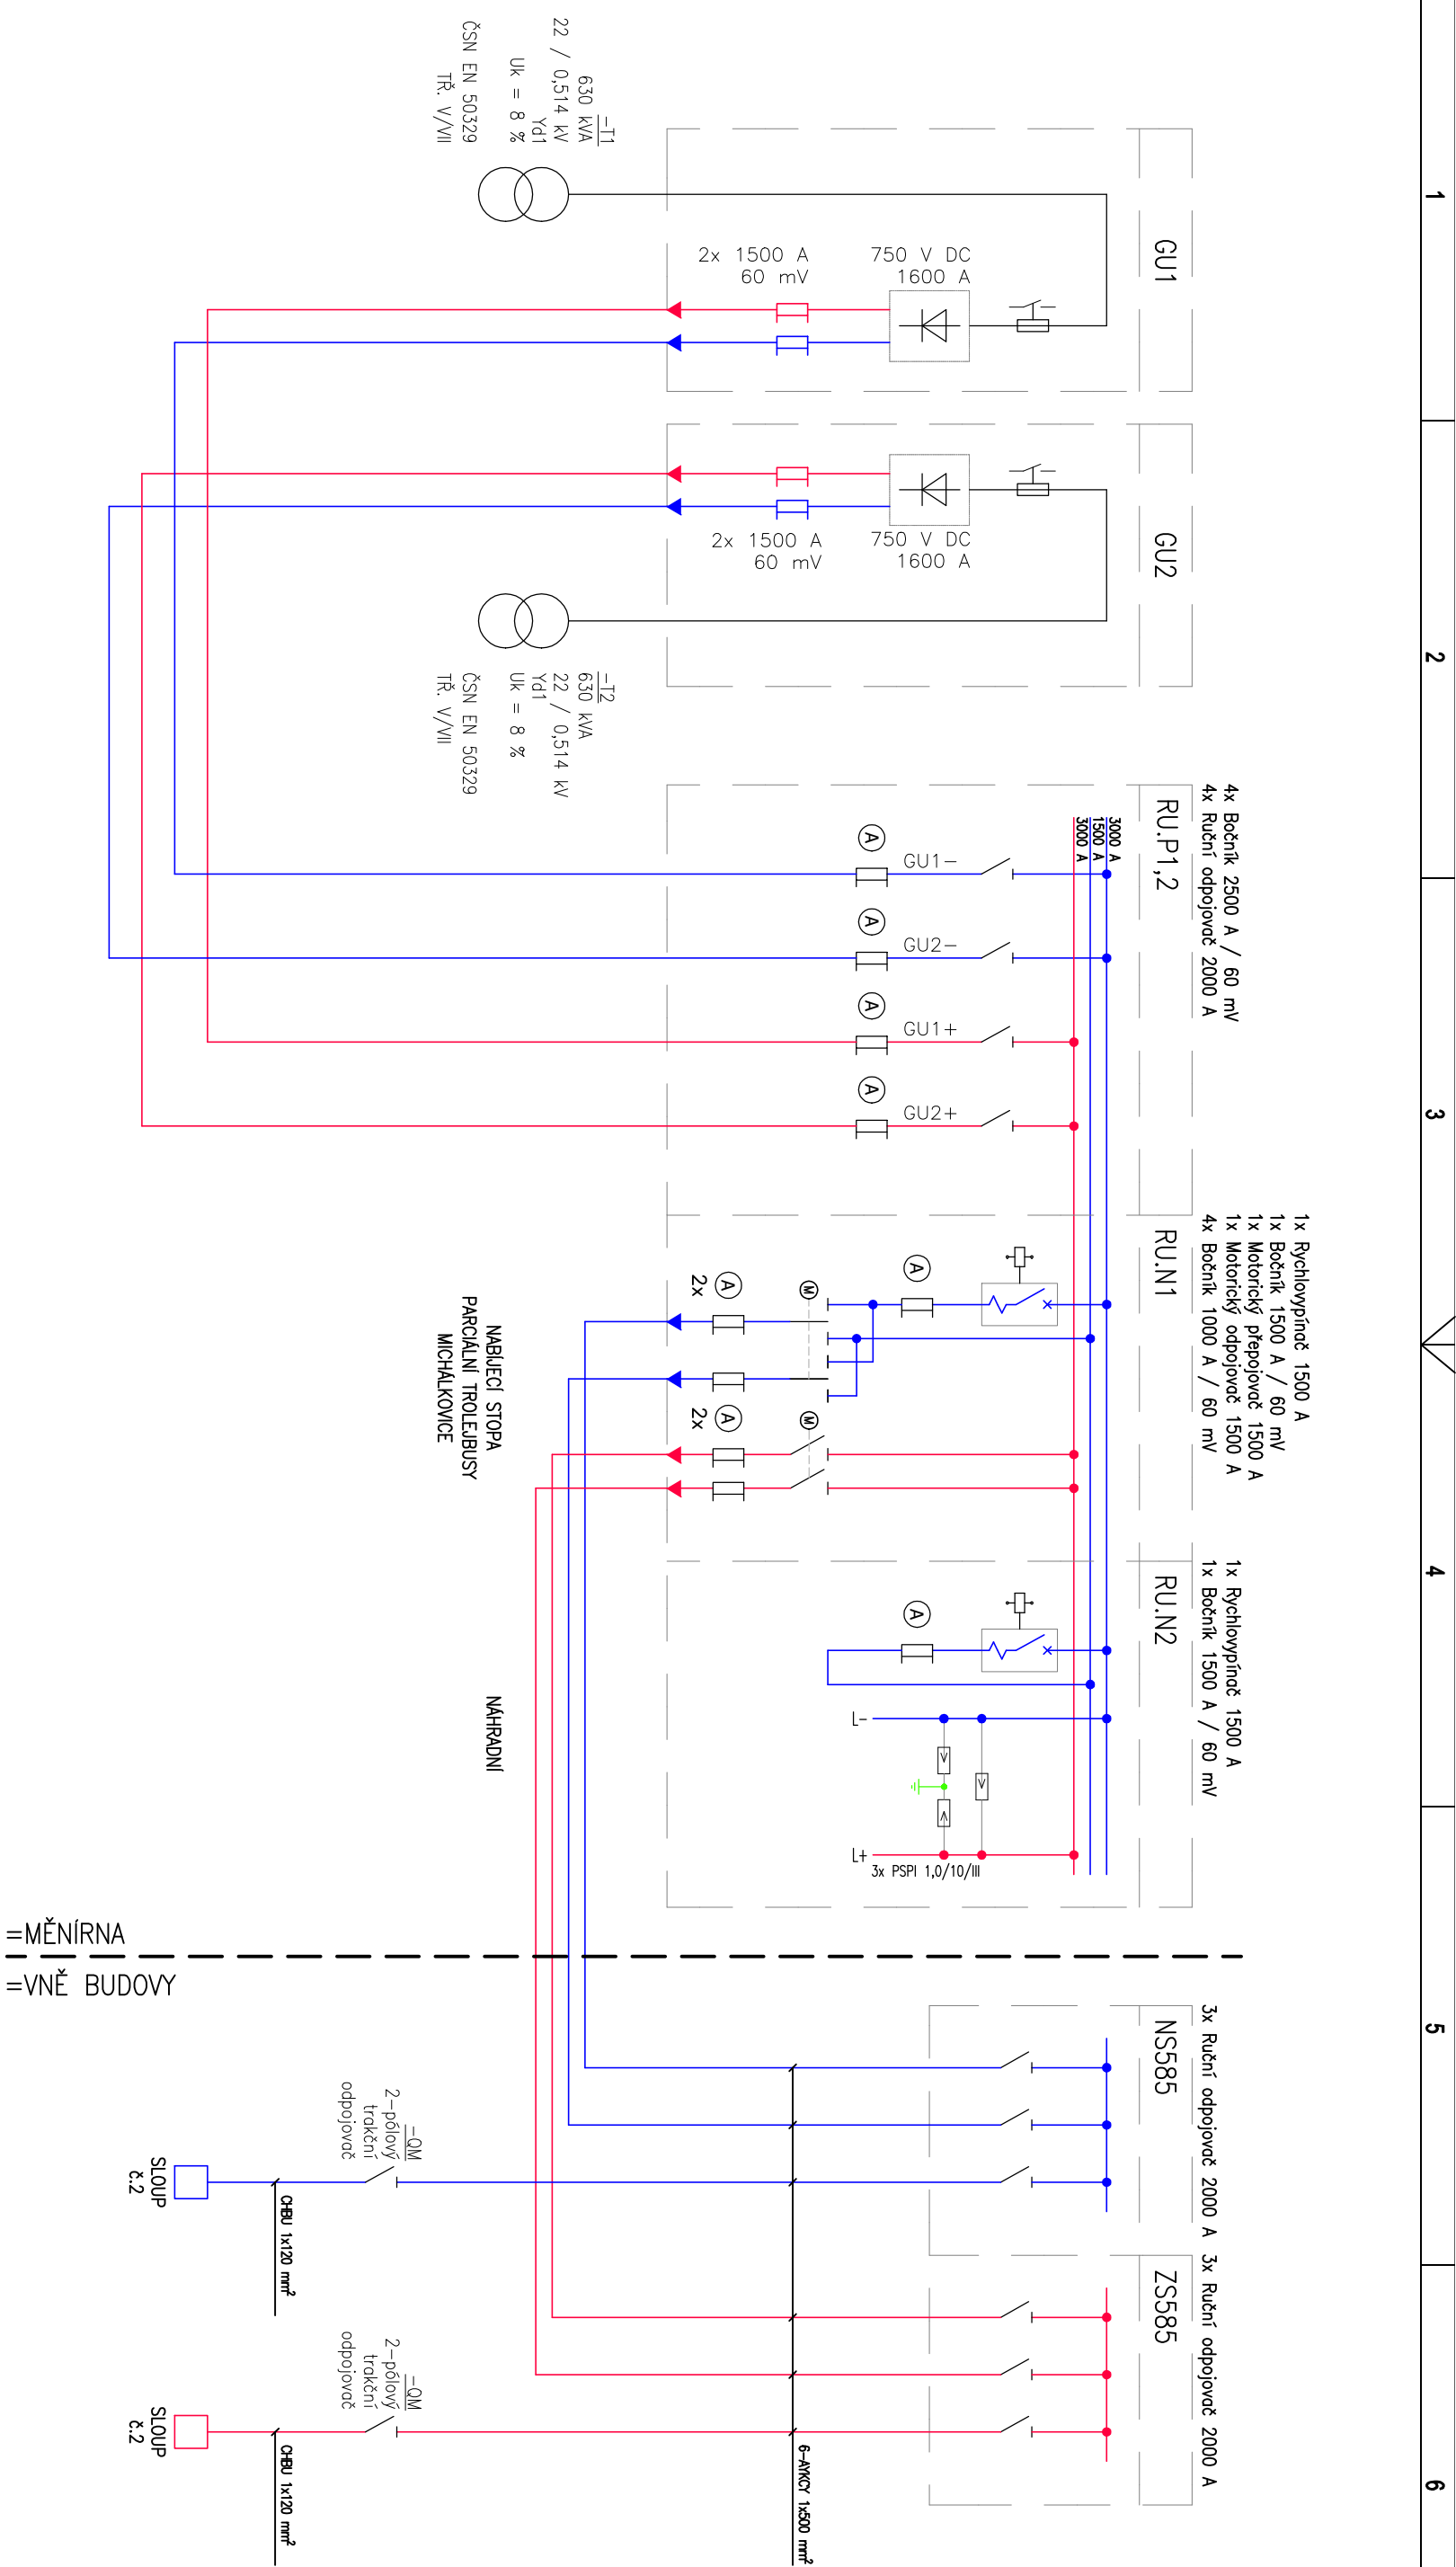 1
2
3
4
5
6
-T1
630 kVA
22 / 0,514 kV
Yd1
Uk = 8 %
ČSN EN 50329
TŘ. V/VII
GU1
2x 1500 A
60 mV
750 V DC
1600 A
GU2
2x 1500 A
60 mV
750 V DC
1600 A
-T2
630 kVA
22 / 0,514 kV
Yd1
Uk = 8 %
ČSN EN 50329
TŘ. V/VII
4x Bočník 2500 A / 60 mV
4x Ruční odpojovač 2000 A
RU.P1,2
3000 A
1500 A
3000 A
A
GU1-
A
GU2-
A
GU1+
A
GU2+
1x Rychlovypínač 1500 A
1x Bočník 1500 A / 60 mV
1x Motorický přepojovač 1500 A
1x Motorický odpojovač 1500 A
4x Bočník 1000 A / 60 mV
RU.N1
A
M
A
2x
M
A
2x
NABÍJECÍ STOPA
PARCIÁLNÍ TROLEJBUSY
MICHÁLKOVICE
1x Rychlovypínač 1500 A
1x Bočník 1500 A / 60 mV
RU.N2
A
L-
L+
3x PSPI 1,0/10/III
NÁHRADNÍ
=MĚNÍRNA
=VNĚ BUDOVY
3x Ruční odpojovač 2000 A
NS585
3x Ruční odpojovač 2000 A
ZS585
-QM
2-pólový
trakční
odpojovač
CHBU 1x120 mm²
SLOUP
č.2
-QM
2-pólový
trakční
odpojovač
CHBU 1x120 mm²
SLOUP
č.2
6-AYKCY 1x500 mm²